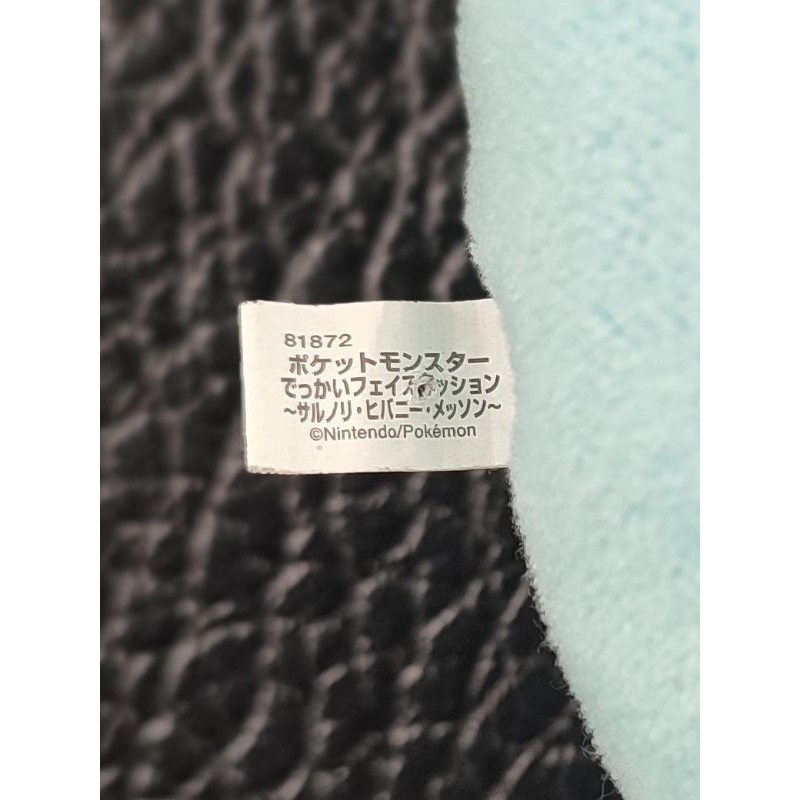 81872
ポケットモンスター
でっかいフェイスクッション
～サルノリ・ヒバニー・メッソン～
©Nintendo/Pokémon